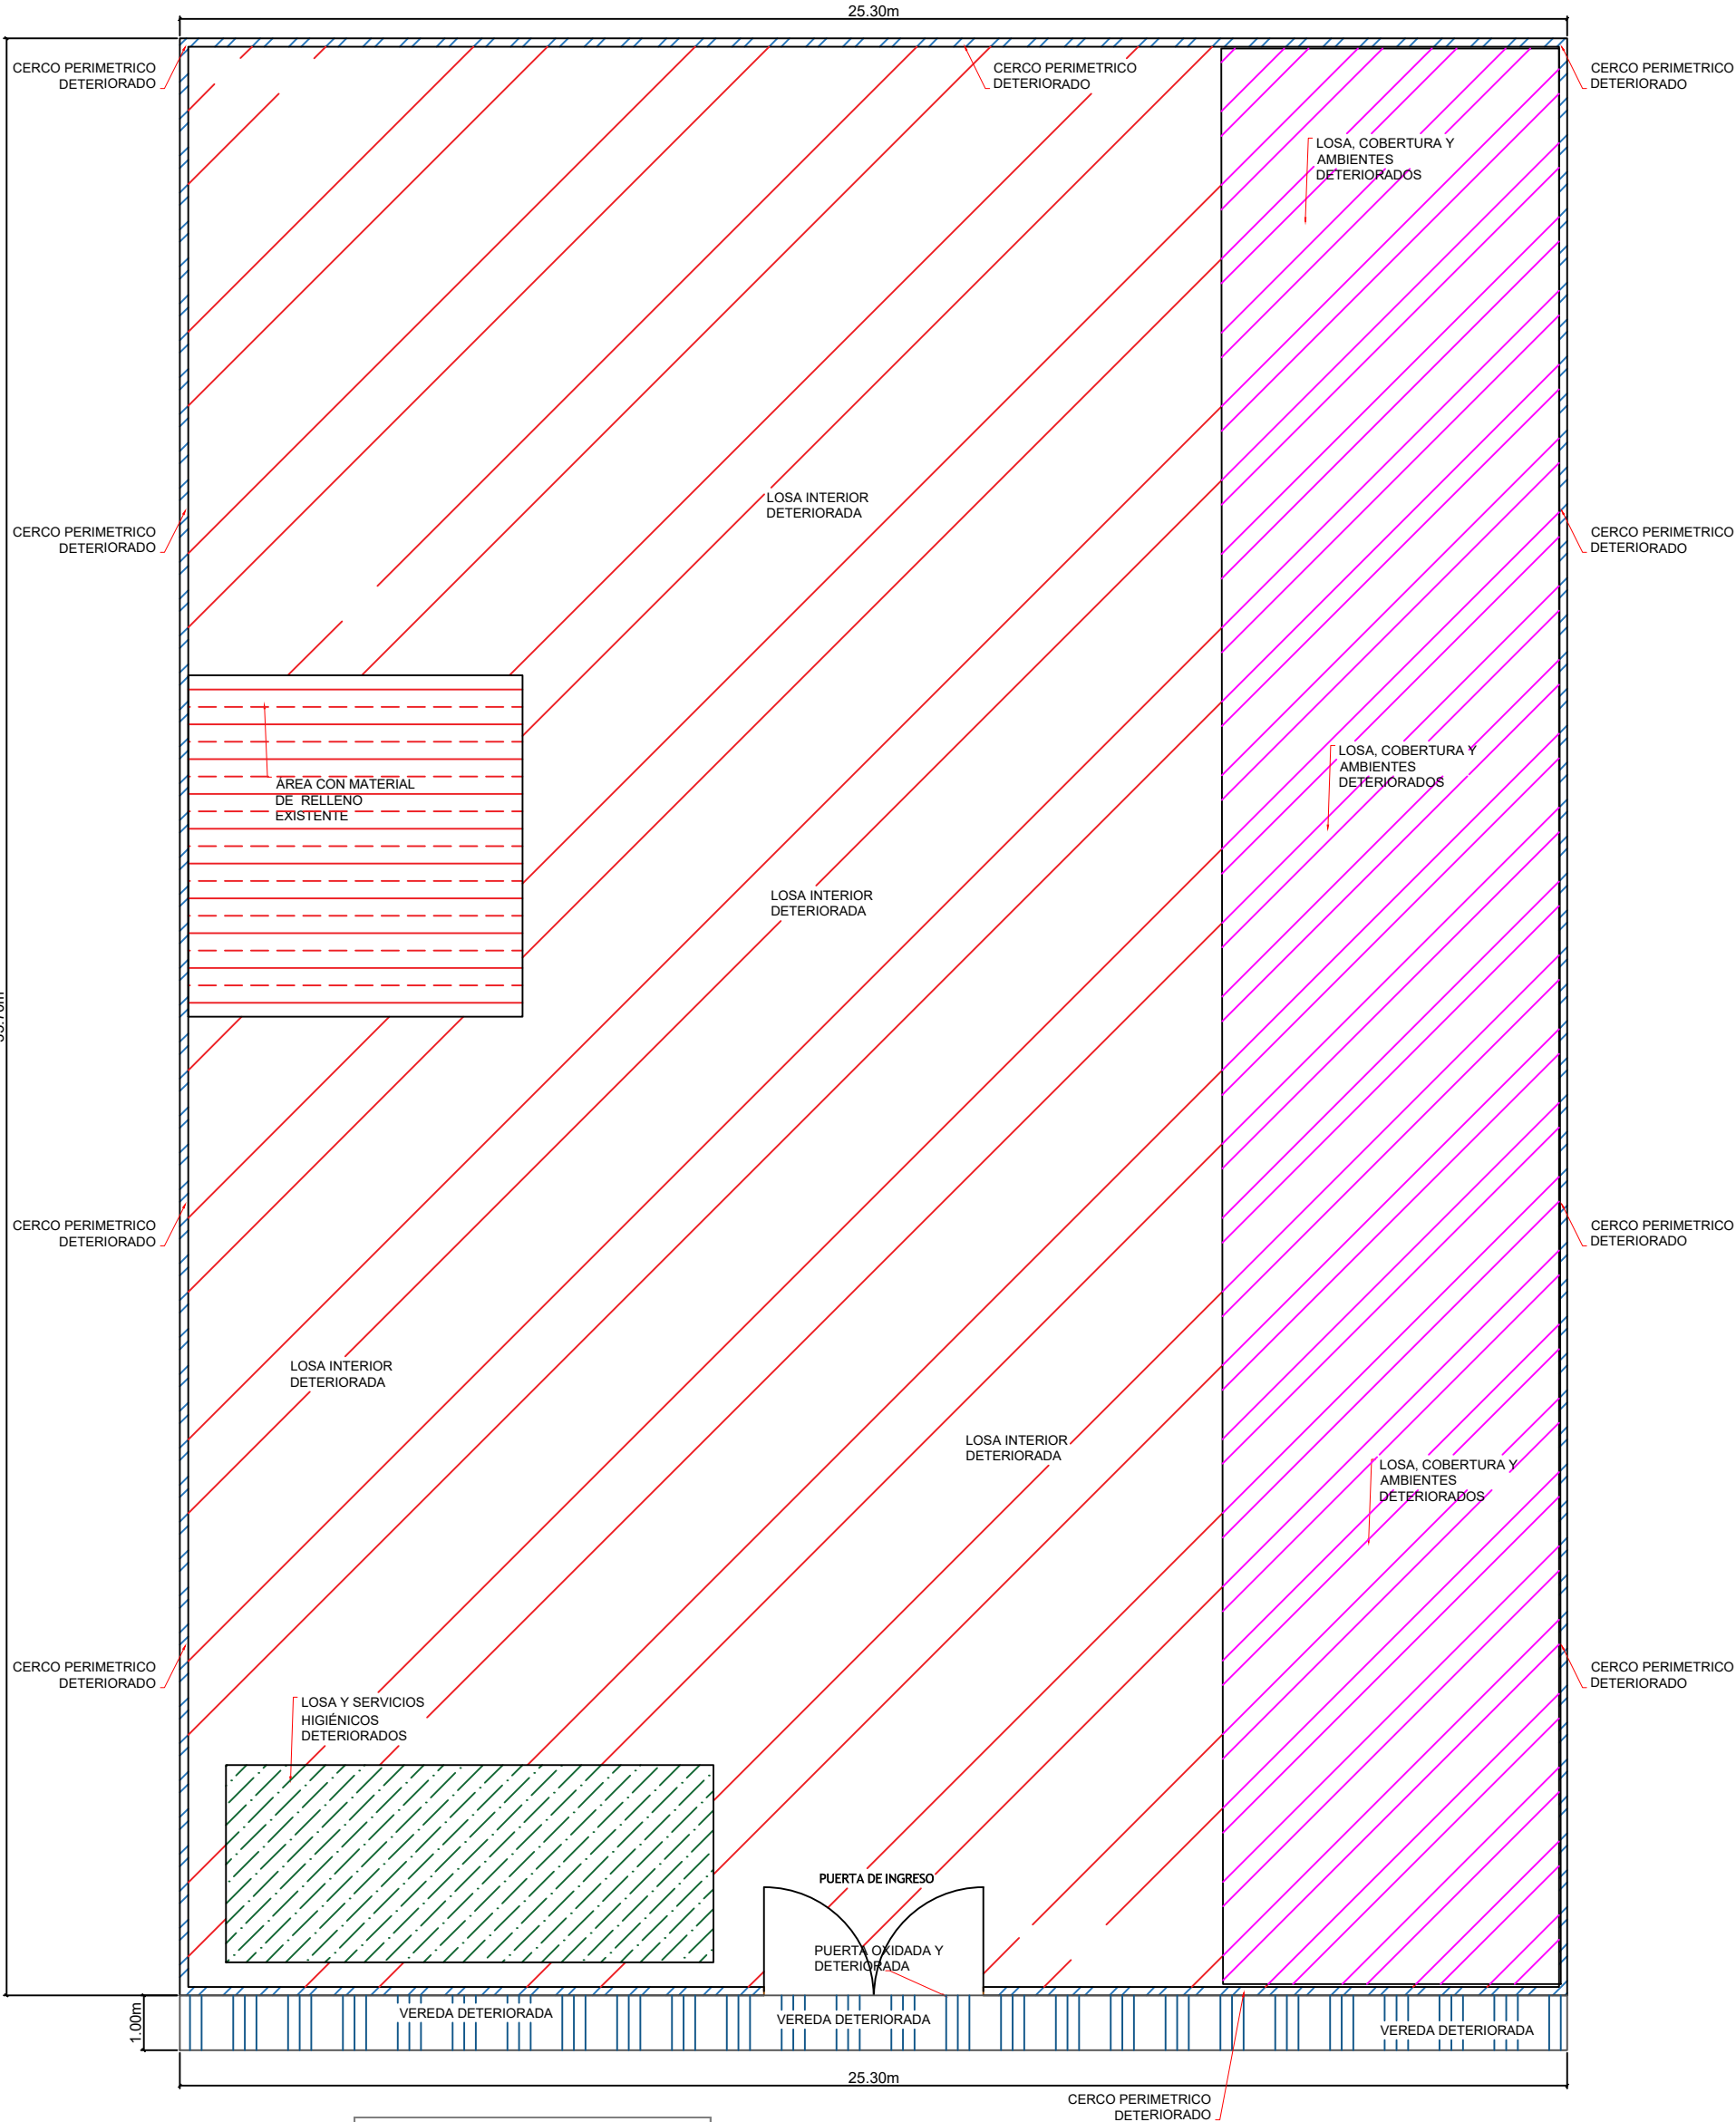 25.30m
CERCO PERIMETRICO
DETERIORADO
CERCO PERIMETRICO
DETERIORADO
CERCO PERIMETRICO
DETERIORADO
LOSA, COBERTURA Y
AMBIENTES
DETERIORADOS
LOSA INTERIOR
DETERIORADA
CERCO PERIMETRICO
DETERIORADO
CERCO PERIMETRICO
DETERIORADO
LOSA, COBERTURA Y
AMBIENTES
DETERIORADOS
AREA CON MATERIAL
DE RELLENO
EXISTENTE
LOSA INTERIOR
DETERIORADA
CERCO PERIMETRICO
DETERIORADO
CERCO PERIMETRICO
DETERIORADO
LOSA INTERIOR
DETERIORADA
LOSA INTERIOR
DETERIORADA
LOSA, COBERTURA Y
AMBIENTES
DETERIORADOS
CERCO PERIMETRICO
DETERIORADO
CERCO PERIMETRICO
DETERIORADO
LOSA Y SERVICIOS
HIGIÉNICOS
DETERIORADOS
PUERTA DE INGRESO
PUERTA OXIDADA Y
DETERIORADA
1.00m
VEREDA DETERIORADA
VEREDA DETERIORADA
VEREDA DETERIORADA
25.30m
CERCO PERIMETRICO
DETERIORADO